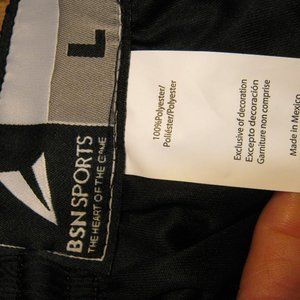 L
BSN SPORTS
THE HEART OF THE GAME
100%Polyester/
Poliéster/Polyester
Exclusive of decoration
Excepto decoración
Garniture non comprise
Made in Mexico